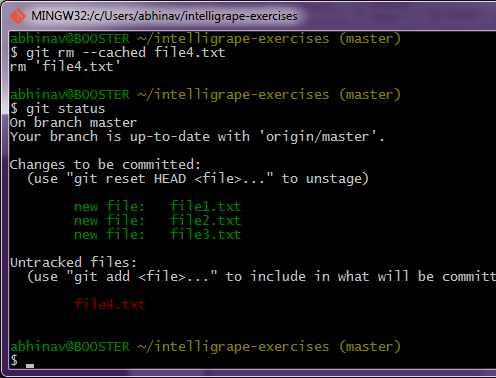 MINGW32:/c/Users/abhinav/intelligrape-exercises
abhinav@BOOSTER ~/intelligrape-exercises (master)
$ git rm --cached file4.txt
rm 'file4.txt'
abhinav@BOOSTER ~/intelligrape-exercises (master)
$ git status
On branch master
Your branch is up-to-date with 'origin/master'.
Changes to be committed:
(use "git reset HEAD <file>..." to unstage)
new file: file1.txt
new file: file2.txt
new file: file3.txt
Untracked files:
(use "git add <file>..." to include in what will be committ
file4.txt
abhinav@BOOSTER ~/intelligrape-exercises (master)
$